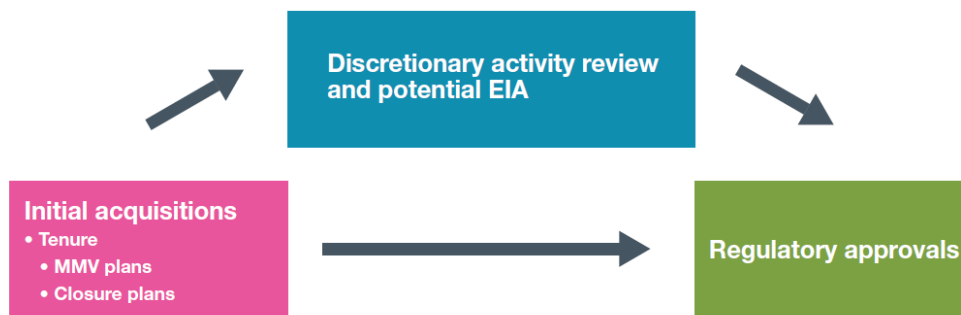 Discretionary activity review
and potential EIA
Initial acquisitions
• Tenure
• MMV plans
• Closure plans
Regulatory approvals